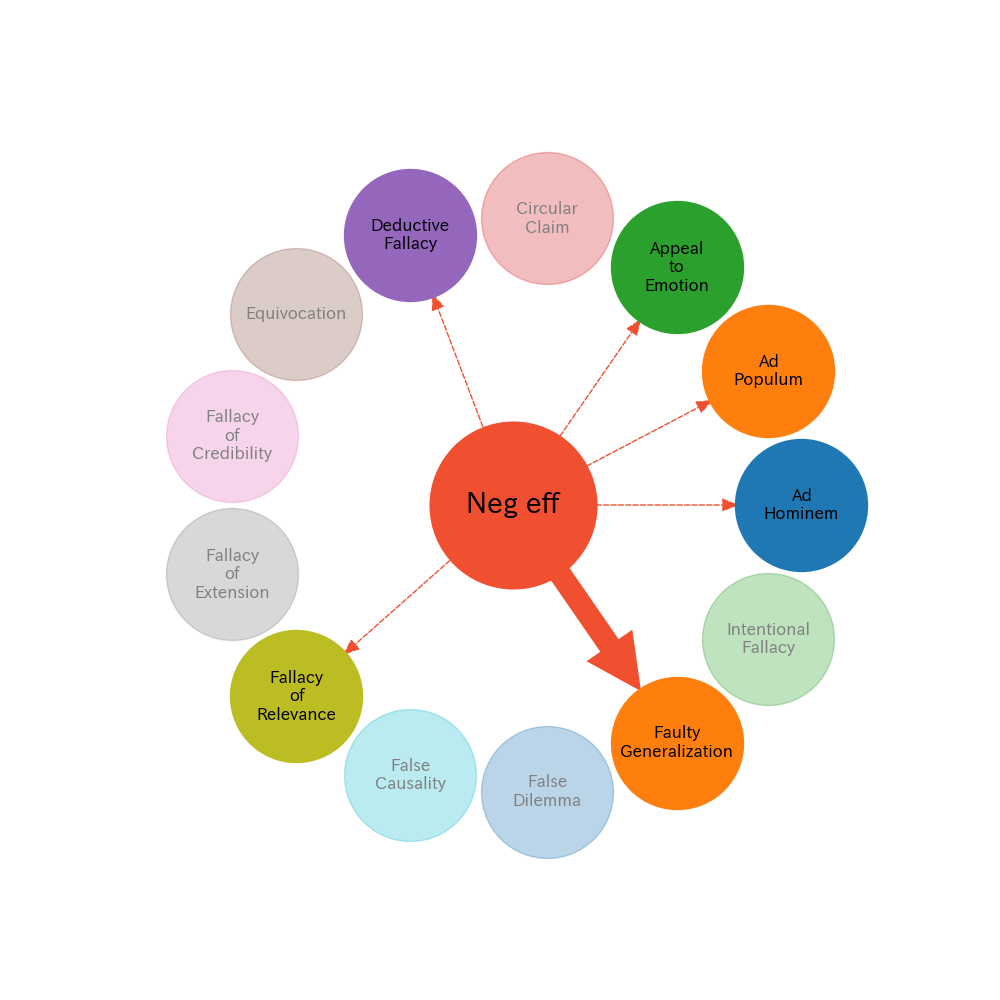 Circular
Claim
Deductive
Fallacy
Appeal
to
Emotion
Equivocation
Ad
Populum
Fallacy
of
Credibility
Neg eff
Ad
Hominem
Fallacy
of
Extension
Intentional
Fallacy
Fallacy
of
Relevance
Faulty
Generalization
False
Causality
False
Dilemma